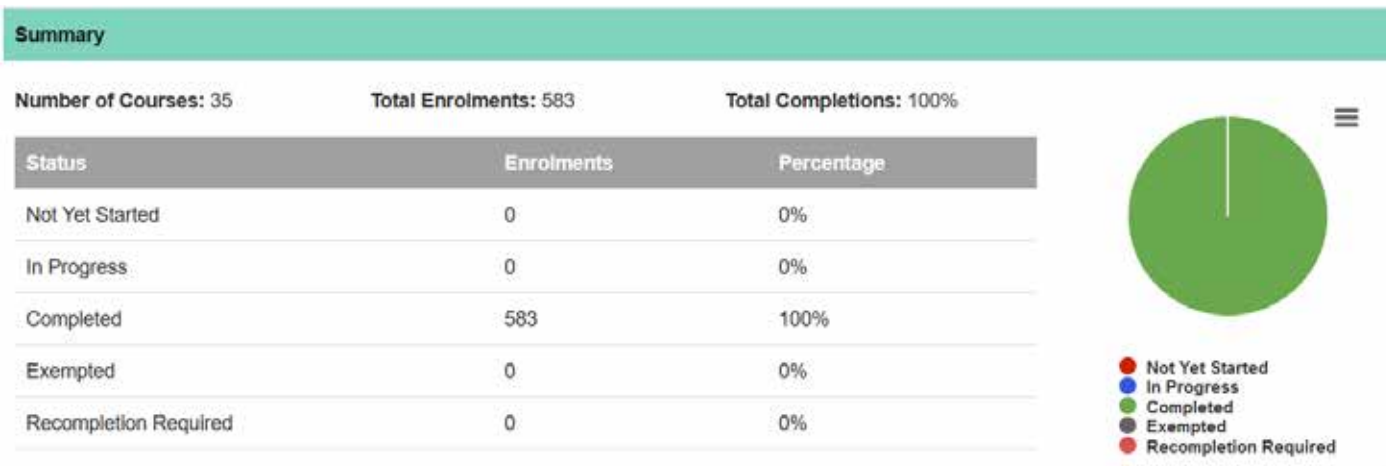 Summary
Number of Courses: 35 Total Enrolments: 583 Total Completions: 100%
Status Enrolments Percentage
Not Yet Started 0 0%
In Progress 0 0%
Completed 583 100%
Exempted 0 0%
Recompletion Required 0 0%
Not Yet Started
In Progress
Completed
Exempted
Recompletion Required